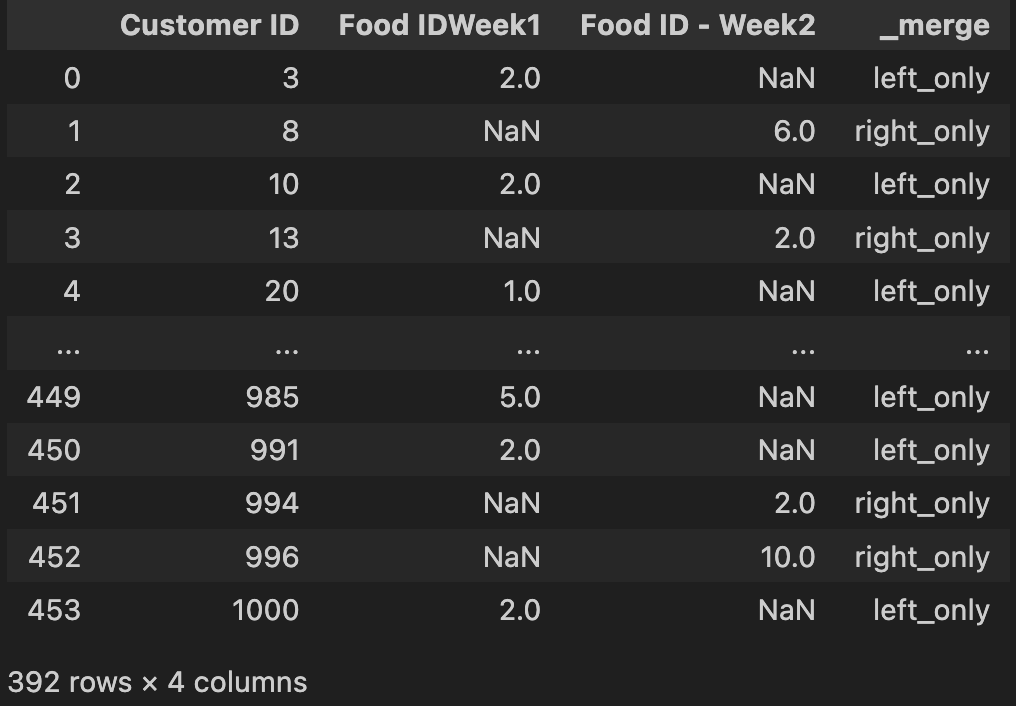 Customer ID Food IDWeek1 Food ID - Week2 _merge
0 3 2.0 NaN left_only
1 8 NaN 6.0 right_only
2 10 2.0 NaN left_only
3 13 NaN 2.0 right_only
4 20 1.0 NaN left_only
... ... ... ... ...
449 985 5.0 NaN left_only
450 991 2.0 NaN left_only
451 994 NaN 2.0 right_only
452 996 NaN 10.0 right_only
453 1000 2.0 NaN left_only
392 rows × 4 columns